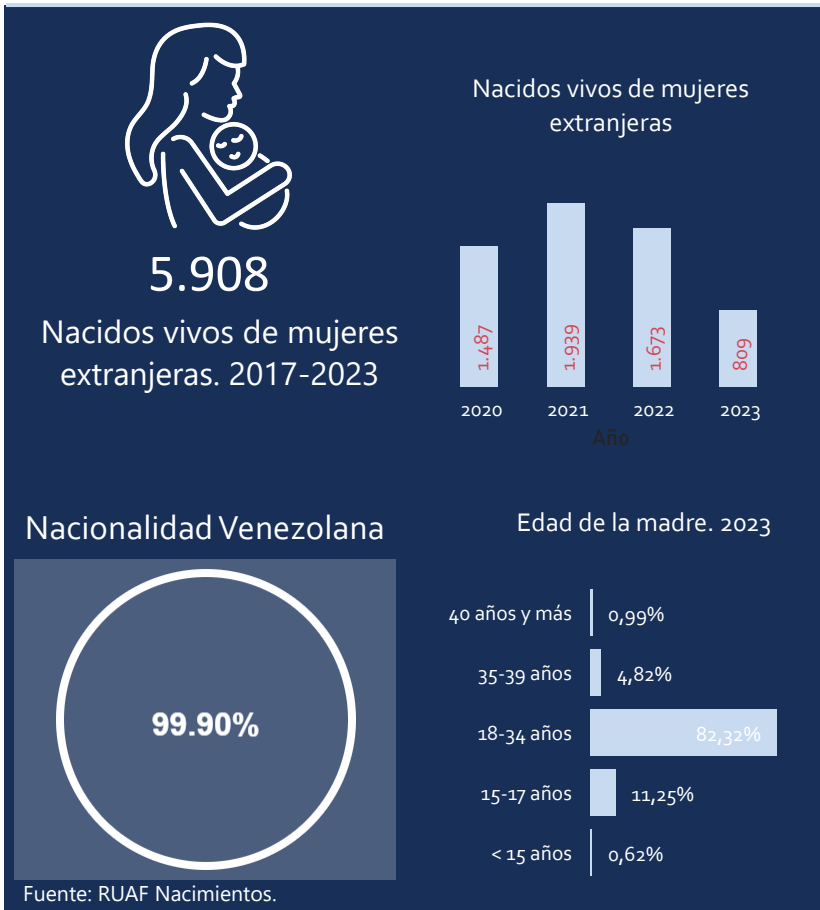 5.908
Nacidos vivos de mujeres
extranjeras. 2017-2023
Nacidos vivos de mujeres
extranjeras
1.487
1.939
1.673
809
2020
2021
2022
2023
Año
Nacionalidad Venezolana
99.90%
Edad de la madre. 2023
40 años y más 0,99%
35-39 años 4,82%
18-34 años 82,32%
15-17 años 11,25%
< 15 años 0,62%
Fuente: RUAF Nacimientos.